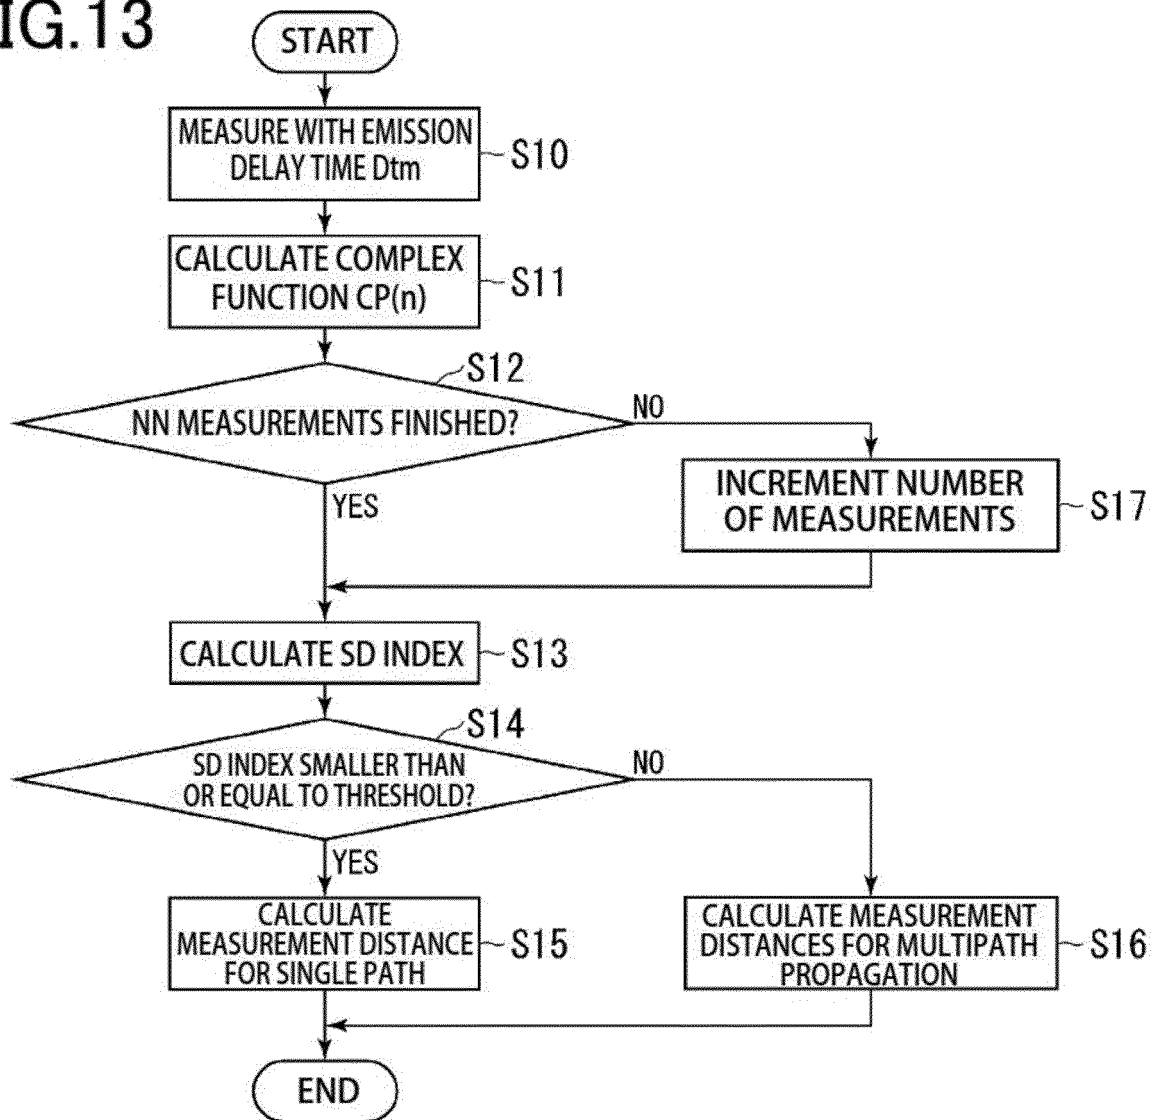 IG.13
START
MEASURE WITH EMISSION
DELAY TIME Dtm
S10
CALCULATE COMPLEX
FUNCTION CP(n)
S11
S12
NN MEASUREMENTS FINISHED?
NO
YES
INCREMENT NUMBER
OF MEASUREMENTS
S17
CALCULATE SD INDEX
S13
S14
SD INDEX SMALLER THAN
OR EQUAL TO THRESHOLD?
NO
YES
CALCULATE
MEASUREMENT DISTANCE
FOR SINGLE PATH
S15
CALCULATE MEASUREMENT
DISTANCES FOR MULTIPATH
PROPAGATION
S16
END